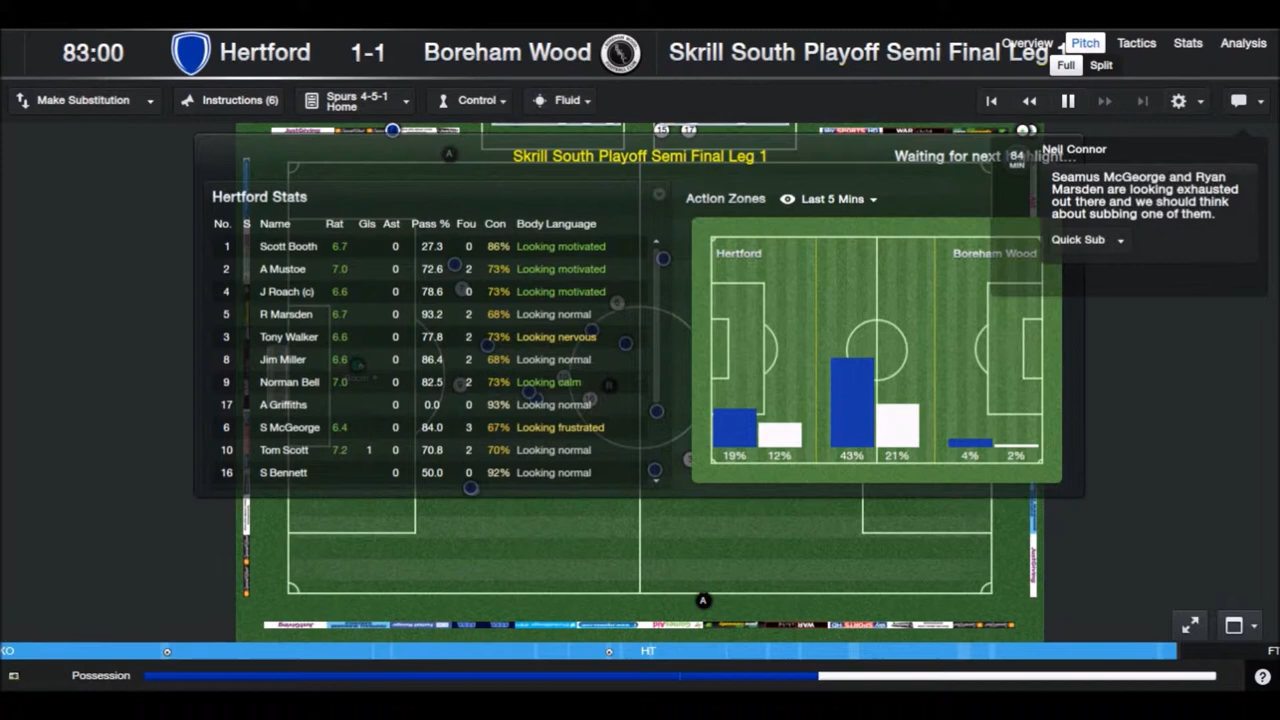 83:00 Hertford 1-1 Boreham Wood Skrill South Playoff Semi Final Leg
Overview Pitch Tactics Stats Analysis
Full Split
Make Substitution Instructions (6) Spurs 4-5-1 Home Control Fluid
Skrill South Playoff Semi Final Leg 1
Waiting for next highlight...
84 MIN
Neil Connor
Seamus McGeorge and Ryan
Marsden are looking exhausted
out there and we should think
about subbing one of them.
Quick Sub
Hertford Stats
No. S Name Rat Gls Ast Pass % Fou Con Body Language
1 Scott Booth 6.7 0 27.3 0 86% Looking motivated
2 A Mustoe 7.0 0 72.6 2 73% Looking motivated
4 J Roach (c) 6.6 0 78.6 0 73% Looking motivated
5 R Marsden 6.7 0 93.2 2 68% Looking normal
3 Tony Walker 6.6 0 77.8 2 73% Looking nervous
8 Jim Miller 6.6 0 86.4 2 68% Looking normal
9 Norman Bell 7.0 0 82.5 2 73% Looking calm
17 A Griffiths 0 0.0 0 93% Looking normal
6 S McGeorge 6.4 0 84.0 3 67% Looking frustrated
10 Tom Scott 7.2 1 0 70.8 2 70% Looking normal
16 S Bennett 0 50.0 0 92% Looking normal
Action Zones Last 5 Mins
Hertford Boreham Wood
19% 12% 43% 21% 4% 2%
15 17
A
A
KO HT FT
Possession
?